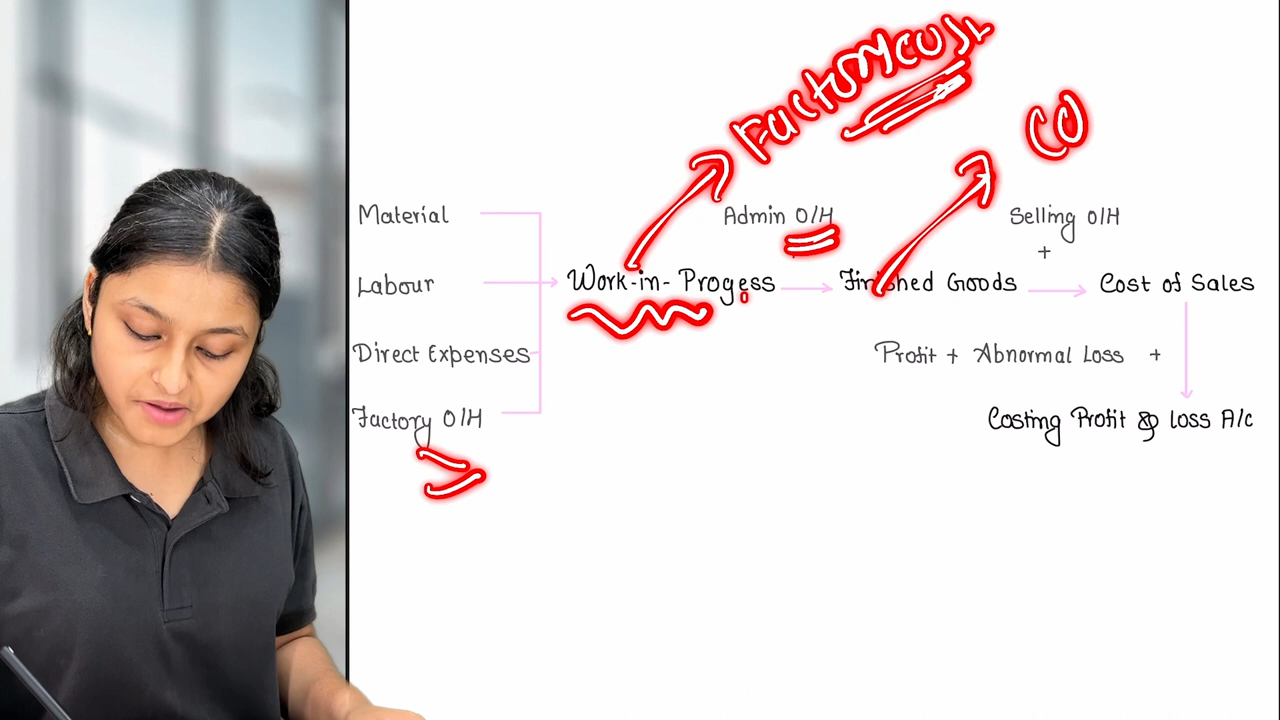 Factory cost
CO
Material
Admin O/H
Selling O/H
+
Labour
Work-in-Progess
Finished Goods
Cost of Sales
Direct Expenses
Profit + Abnormal Loss +
Factory O/H
Costing Profit & Loss A/c